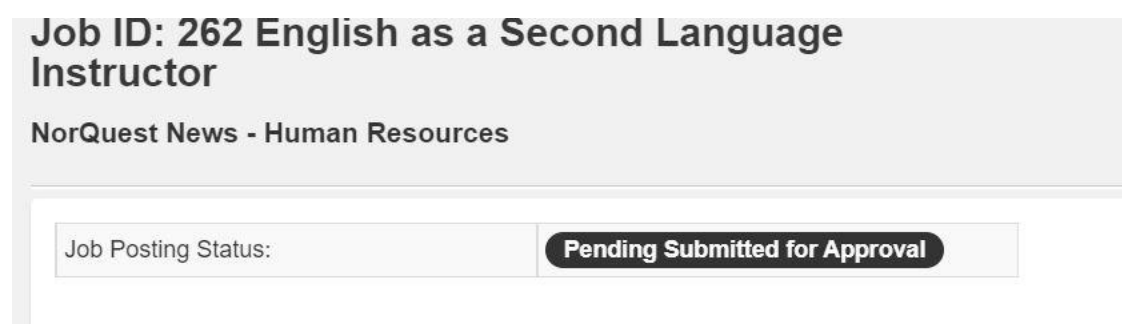 Job ID: 262 English as a Second Language
Instructor
NorQuest News - Human Resources
Job Posting Status:
Pending Submitted for Approval